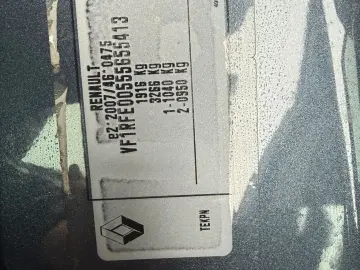 RENAULT
e2*2007/46*0475
VF1RFE00555655413
1916 KG
3266 KG
1-1040 KG
2-0950 KG
TEKPN